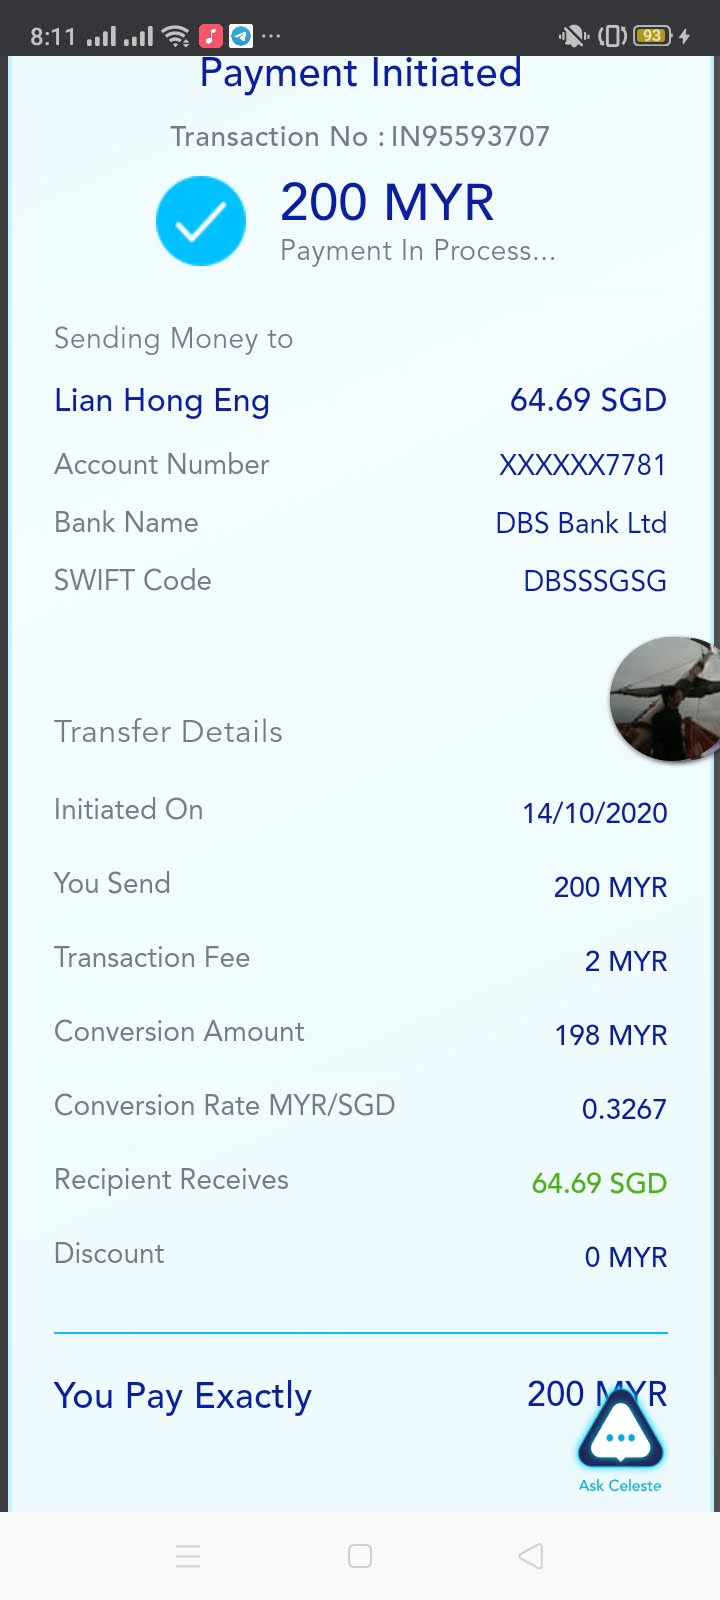 8:11
93
Payment Initiated
Transaction No : IN95593707
200 MYR
Payment In Process...
Sending Money to
Lian Hong Eng 64.69 SGD
Account Number XXXXXX7781
Bank Name DBS Bank Ltd
SWIFT Code DBSSSGSG
Transfer Details
Initiated On 14/10/2020
You Send 200 MYR
Transaction Fee 2 MYR
Conversion Amount 198 MYR
Conversion Rate MYR/SGD 0.3267
Recipient Receives 64.69 SGD
Discount 0 MYR
You Pay Exactly 200 MYR
Ask Celeste